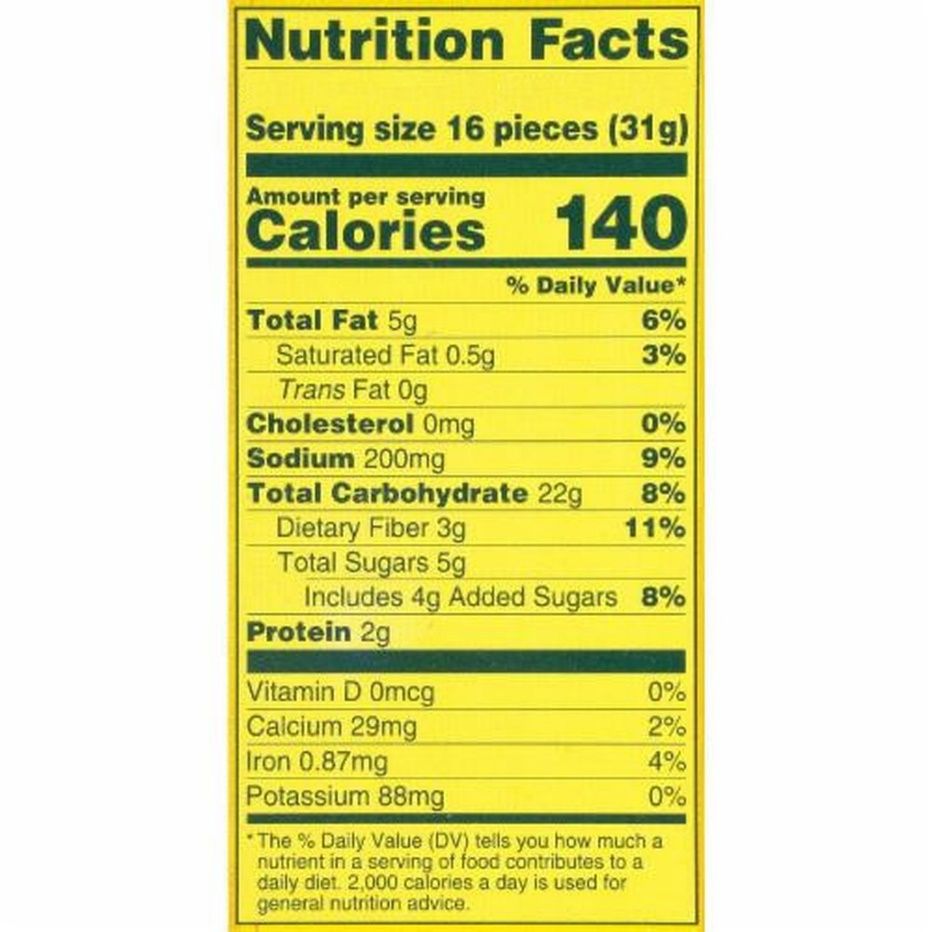 Nutrition Facts
Serving size 16 pieces (31g)
Amount per serving
Calories 140
% Daily Value*
Total Fat 5g 6%
Saturated Fat 0.5g 3%
Trans Fat 0g
Cholesterol 0mg 0%
Sodium 200mg 9%
Total Carbohydrate 22g 8%
Dietary Fiber 3g 11%
Total Sugars 5g
Includes 4g Added Sugars 8%
Protein 2g
Vitamin D 0mcg 0%
Calcium 29mg 2%
Iron 0.87mg 4%
Potassium 88mg 0%
*The % Daily Value (DV) tells you how much a
nutrient in a serving of food contributes to a
daily diet. 2,000 calories a day is used for
general nutrition advice.